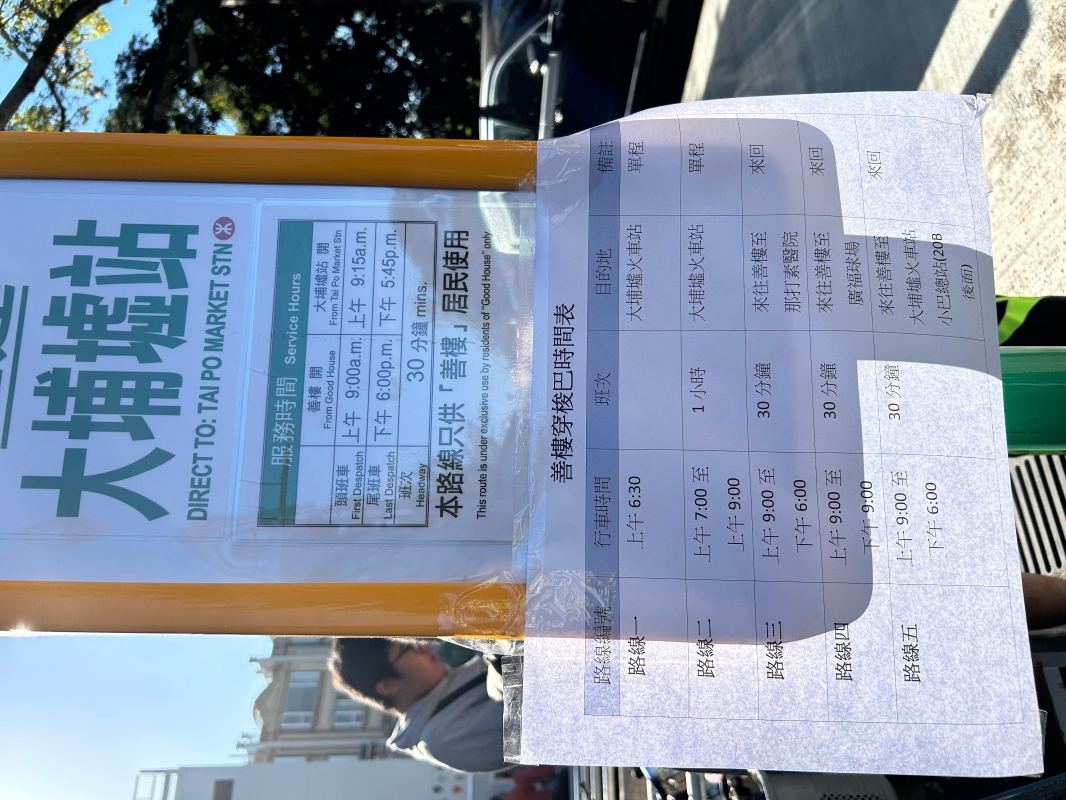 大埔墟站
DIRECT TO: TAI PO MARKET STN
服務時間 Service Hours
善樓 開 大埔墟站 開
From Good House From Tai Po Market Stn
頭班車 上午 9:00a.m. 上午 9:15a.m.
First Despatch
尾班車 下午 6:00p.m. 下午 5:45p.m.
Last Despatch
班次 30 分鐘 mins.
Headway
本路線只供「善樓」居民使用
This route is under exclusive use by residents of "Good House" only
善樓穿梭巴時間表
路線編號 行車時間 班次 目的地 備註
路線一 上午 6:30 大埔墟火車站 單程
路線二 上午 7:00 至 1 小時 大埔墟火車站 單程
上午 9:00
路線三 上午 9:00 至 30 分鐘 來住善樓至 來回
下午 6:00 那打素醫院
路線四 上午 9:00 至 30 分鐘 來住善樓至 來回
下午 9:00 廣福球場
路線五 上午 9:00 至 30 分鐘 來住善樓至 來回
下午 6:00 大埔墟火車站
小巴總站(20B
後面)